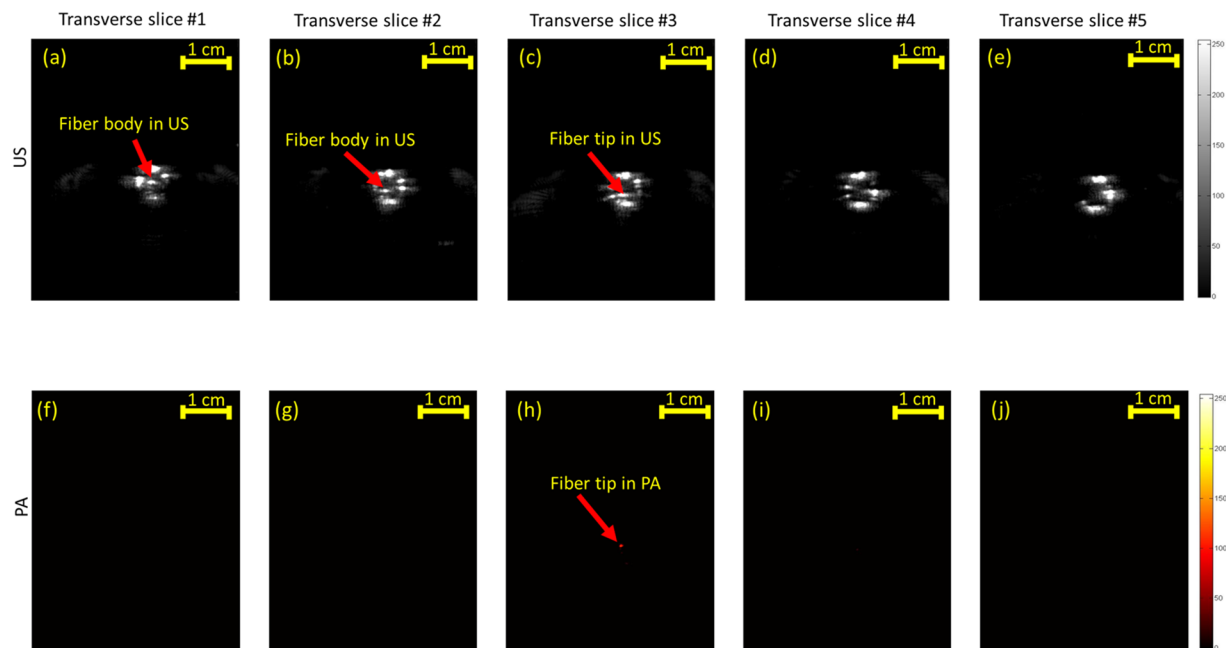 Transverse slice #1 Transverse slice #2 Transverse slice #3 Transverse slice #4 Transverse slice #5
(a) 1 cm (b) 1 cm (c) 1 cm (d) 1 cm (e) 1 cm
Fiber body in US
Fiber body in US
Fiber tip in US
US
250
200
150
100
50
0
(f) 1 cm (g) 1 cm (h) 1 cm (i) 1 cm (j) 1 cm
Fiber tip in PA
PA
250
200
150
100
50
0